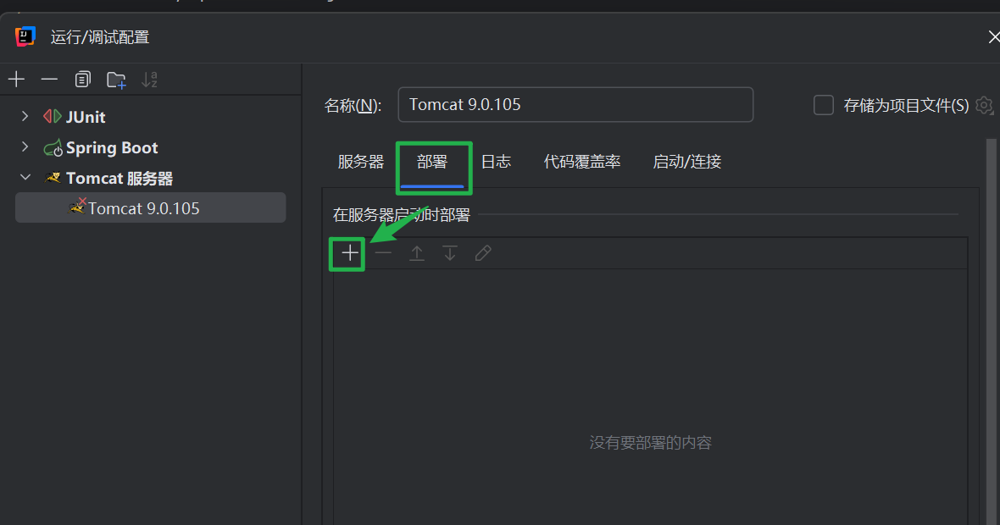 运行/调试配置
名称(N):
Tomcat 9.0.105
存储为项目文件(S)
JUnit
Spring Boot
Tomcat 服务器
Tomcat 9.0.105
服务器
部署
日志
代码覆盖率
启动/连接
在服务器启动时部署
没有要部署的内容